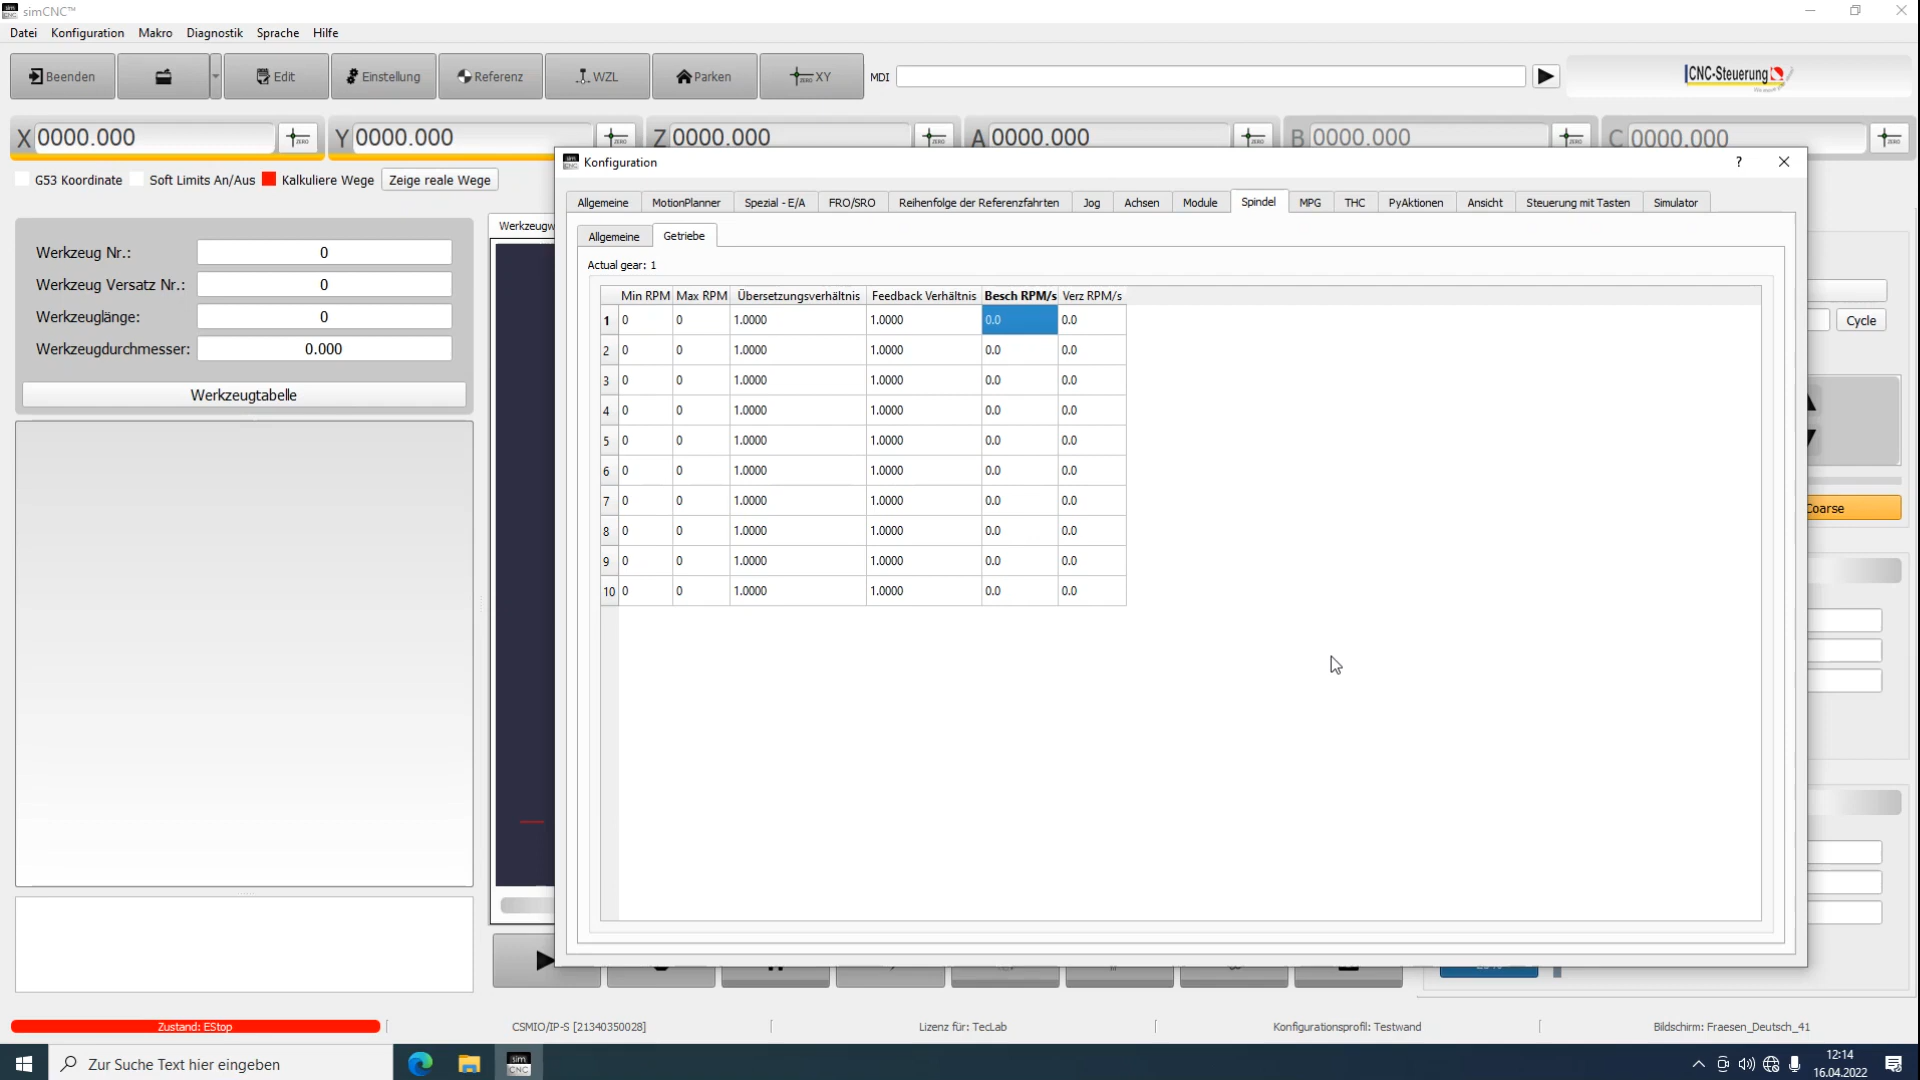 simCNC™
Datei Konfiguration Makro Diagnostik Sprache Hilfe
Beenden Edit Einstellung Referenz WZL Parken XY MDI CNC-Steuerung
X 0000.000 Y 0000.000 Z 0000.000 A 0000.000 B 0000.000 C 0000.000
G53 Koordinate Soft Limits An/Aus Kalkuliere Wege Zeige reale Wege
Konfiguration
Allgemeine MotionPlanner Spezial - E/A FRO/SRO Reihenfolge der Referenzfahrten Jog Achsen Module Spindel MPG THC PyAktionen Ansicht Steuerung mit Tasten Simulator
Allgemeine Getriebe
Actual gear: 1
Min RPM Max RPM Übersetzungsverhältnis Feedback Verhältnis Besch RPM/s Verz RPM/s
1 0 0 1.0000 1.0000 0.0 0.0
2 0 0 1.0000 1.0000 0.0 0.0
3 0 0 1.0000 1.0000 0.0 0.0
4 0 0 1.0000 1.0000 0.0 0.0
5 0 0 1.0000 1.0000 0.0 0.0
6 0 0 1.0000 1.0000 0.0 0.0
7 0 0 1.0000 1.0000 0.0 0.0
8 0 0 1.0000 1.0000 0.0 0.0
9 0 0 1.0000 1.0000 0.0 0.0
10 0 0 1.0000 1.0000 0.0 0.0
Werkzeug Nr.: 0
Werkzeug Versatz Nr.: 0
Werkzeuglänge: 0
Werkzeugdurchmesser: 0.000
Werkzeugtabelle
Cycle
Coarse
Zustand: EStop CSMIO/IP-S [21340350028] Lizenz für: TecLab Konfigurationsprofil: Testwand Bildschirm: Fraesen_Deutsch_41
Zur Suche Text hier eingeben
12:14
16.04.2022